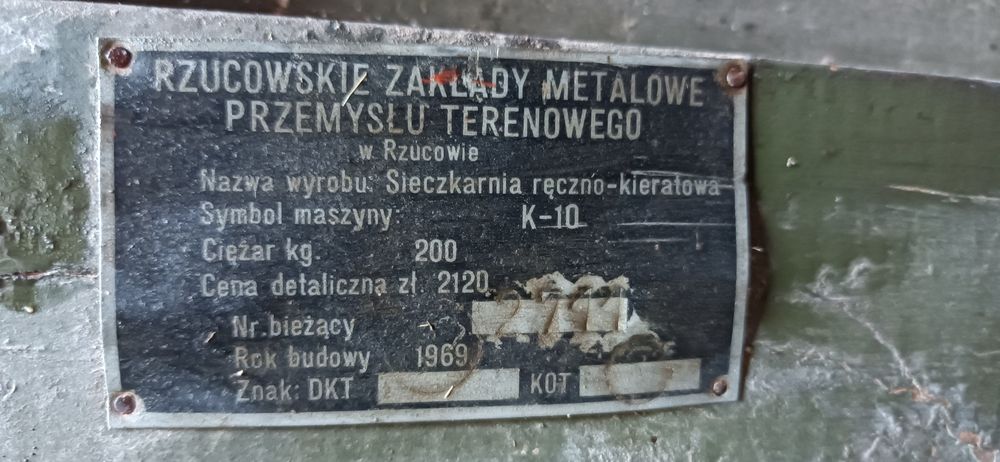 RZUCOWSKIE ZAKŁADY METALOWE
PRZEMYSŁU TERENOWEGO
w Rzucowie
Nazwa wyrobu: Sieczkarnia ręczno-kieratowa
Symbol maszyny: K-10
Ciężar kg. 200
Cena detaliczna zł. 2120
Nr. bieżący
Rok budowy 1969
Znak: DKT KOT